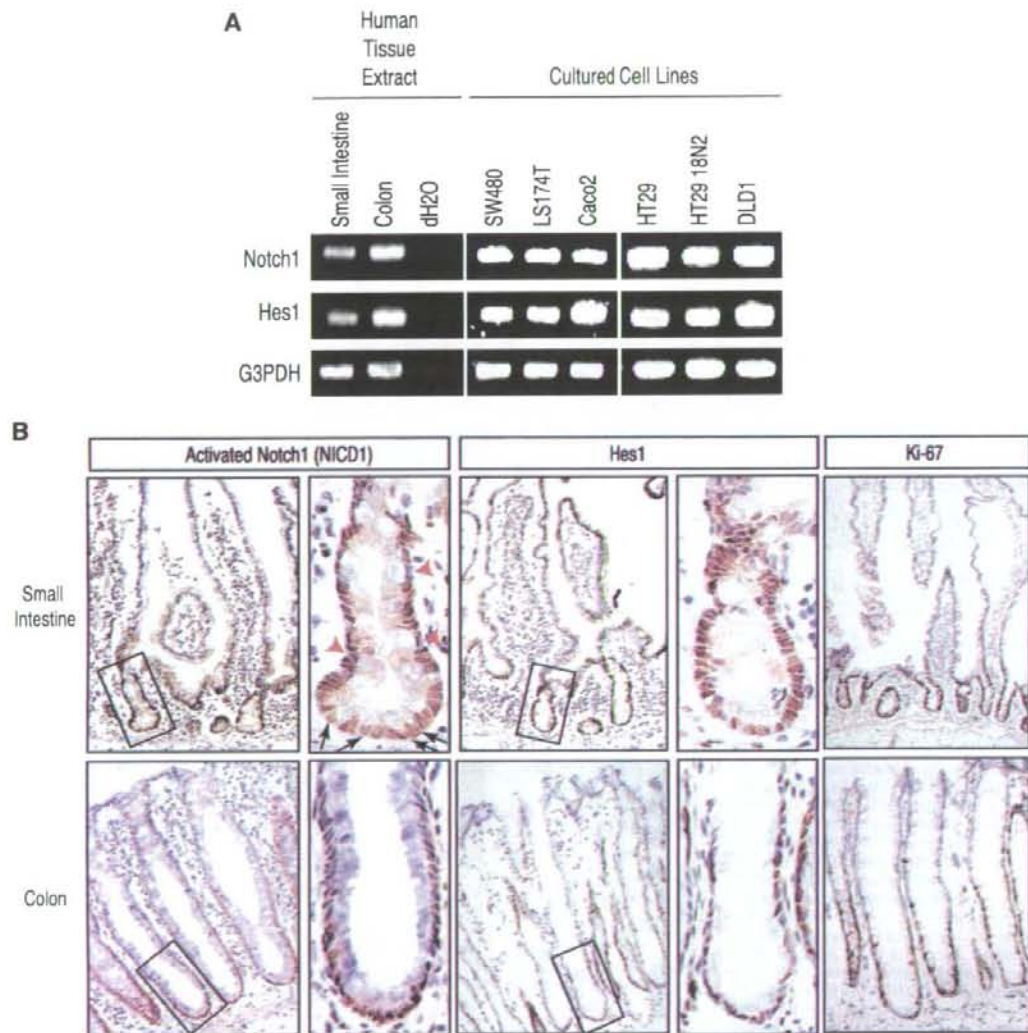 A
Human
Tissue
Extract
Cultured Cell Lines
Small Intestine
Colon
dH2O
SW480
LS174T
Caco2
HT29
HT29 18N2
DLD1
Notch1
Hes1
G3PDH
B
Activated Notch1 (NICD1)
Hes1
Ki-67
Small
Intestine
Colon